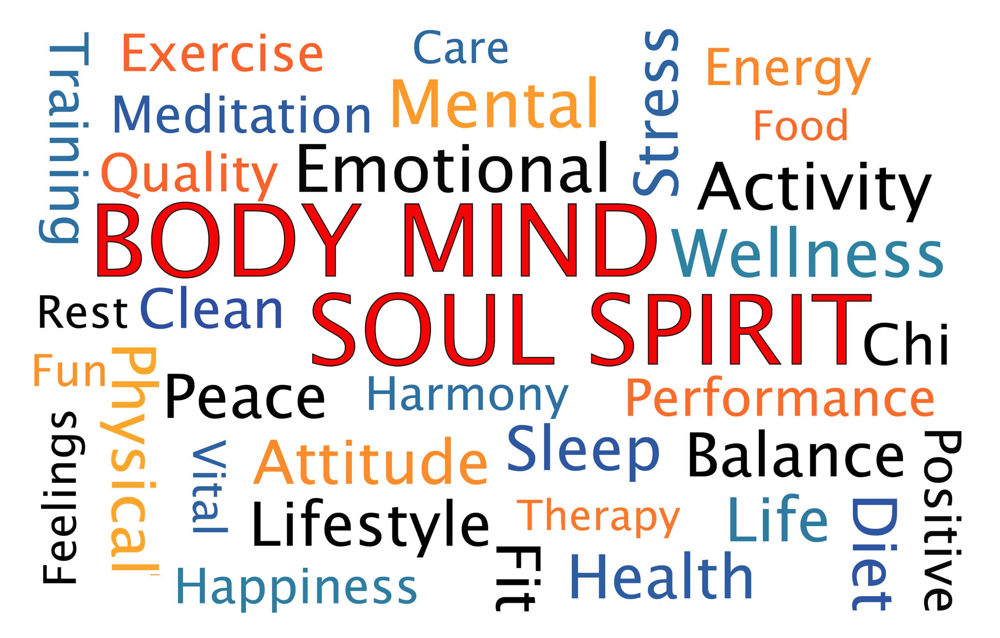 Training
Exercise
Care
Stress
Energy
Meditation
Mental
Food
Quality
Emotional
Activity
BODY MIND
Wellness
Rest
Clean
SOUL SPIRIT
Chi
Fun
Physical
Peace
Harmony
Performance
Feelings
Vital
Attitude
Sleep
Balance
Positive
Lifestyle
Therapy
Life
Diet
Happiness
Fit
Health